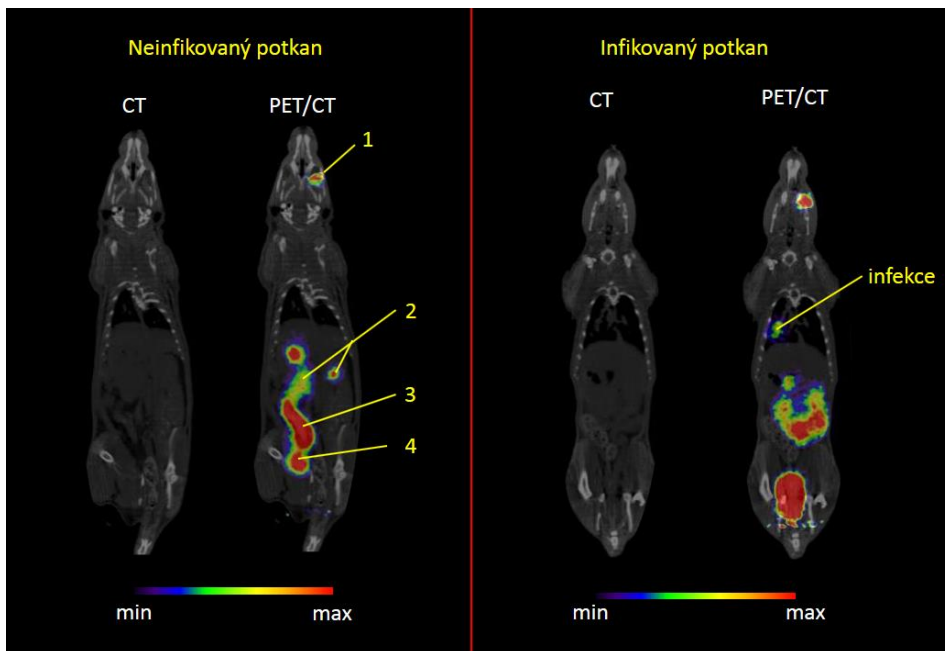 Neinfikovaný potkan
CT
PET/CT
1
2
3
4
min
max
Infikovaný potkan
CT
PET/CT
infekce
min
max